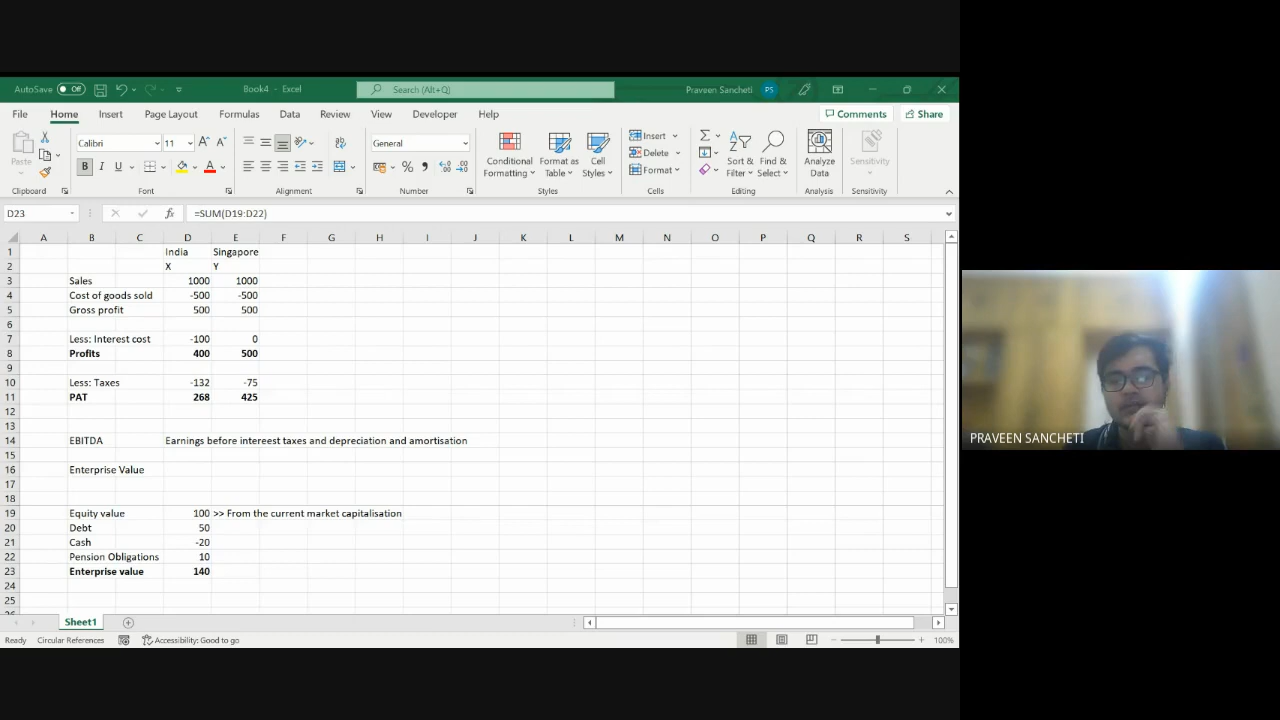 AutoSave Off Book4 - Excel Search (Alt+Q) Praveen Sancheti PS
File Home Insert Page Layout Formulas Data Review View Developer Help Comments Share
Calibri 11 General Insert
Paste Conditional Format as Cell Delete Sort & Find & Analyze Sensitivity
B I U A Formatting Table Styles Format Filter Select Data
Clipboard Font Alignment Number Styles Cells Editing Analysis Sensitivity
D23 fx =SUM(D19:D22)
A B C D E F G H I J K L M N O P Q R S
1 India Singapore
2 X Y
3 Sales 1000 1000
4 Cost of goods sold -500 -500
5 Gross profit 500 500
6
7 Less: Interest cost -100 0
8 Profits 400 500
9
10 Less: Taxes -132 -75
11 PAT 268 425
12
13
14 EBITDA Earnings before intereest taxes and depreciation and amortisation
15
16 Enterprise Value
17
18
19 Equity value 100 >> From the current market capitalisation
20 Debt 50
21 Cash -20
22 Pension Obligations 10
23 Enterprise value 140
24
25
Sheet1
Ready Circular References Accessibility: Good to go 100%
PRAVEEN SANCHETI